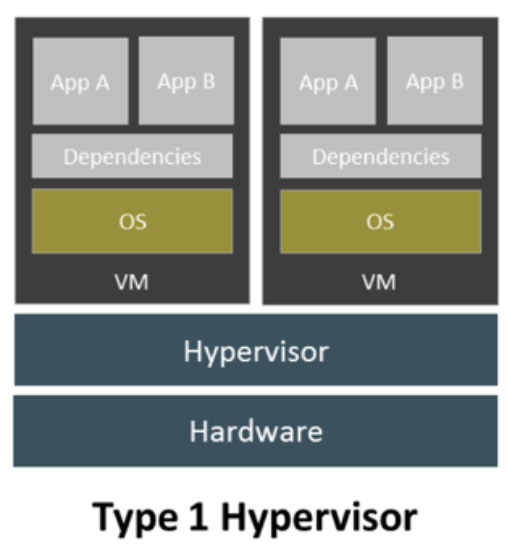 App A App B App A App B
Dependencies Dependencies
OS OS
VM VM
Hypervisor
Hardware
Type 1 Hypervisor